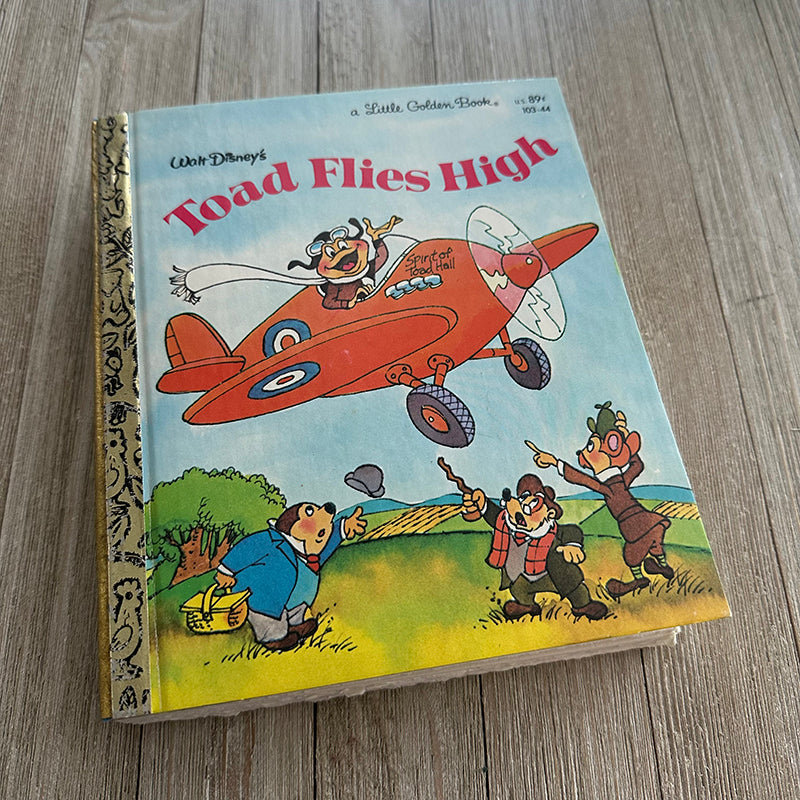 a Little Golden Book®
U.S. 89¢
103-44
Walt Disney's
Toad Flies High
Spirit of
Toad Hall